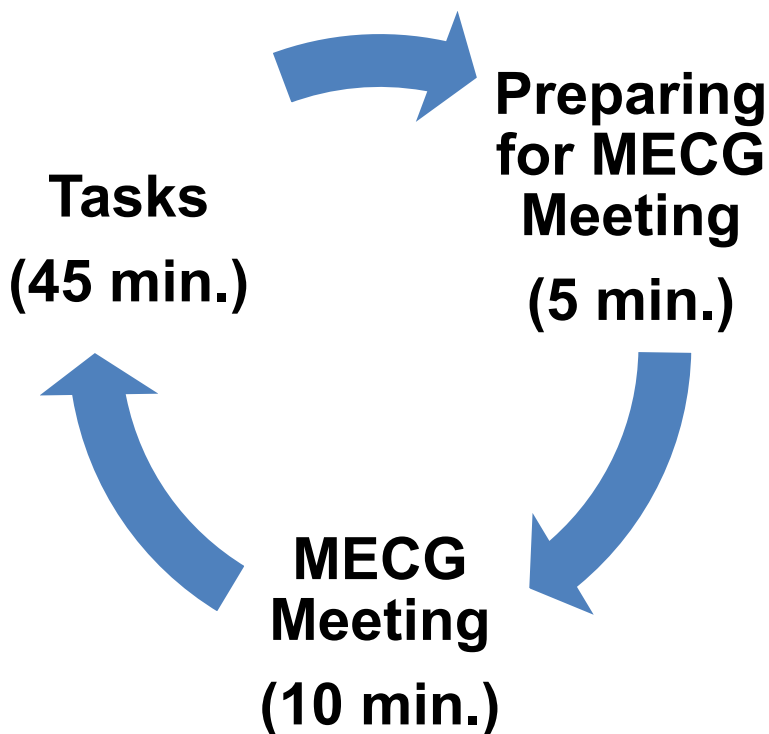 Tasks
(45 min.)
Preparing
for MECG
Meeting
(5 min.)
MECG
Meeting
(10 min.)